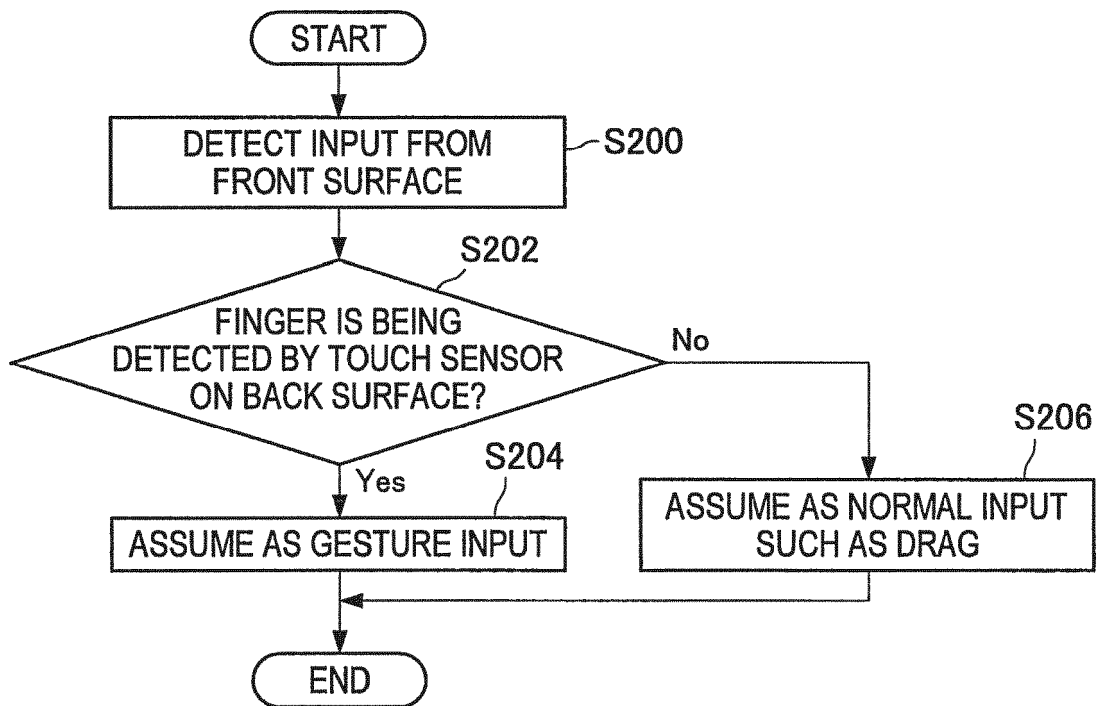 START
DETECT INPUT FROM
FRONT SURFACE
S200
S202
FINGER IS BEING
DETECTED BY TOUCH SENSOR
ON BACK SURFACE?
No
Yes
S204
ASSUME AS GESTURE INPUT
S206
ASSUME AS NORMAL INPUT
SUCH AS DRAG
END